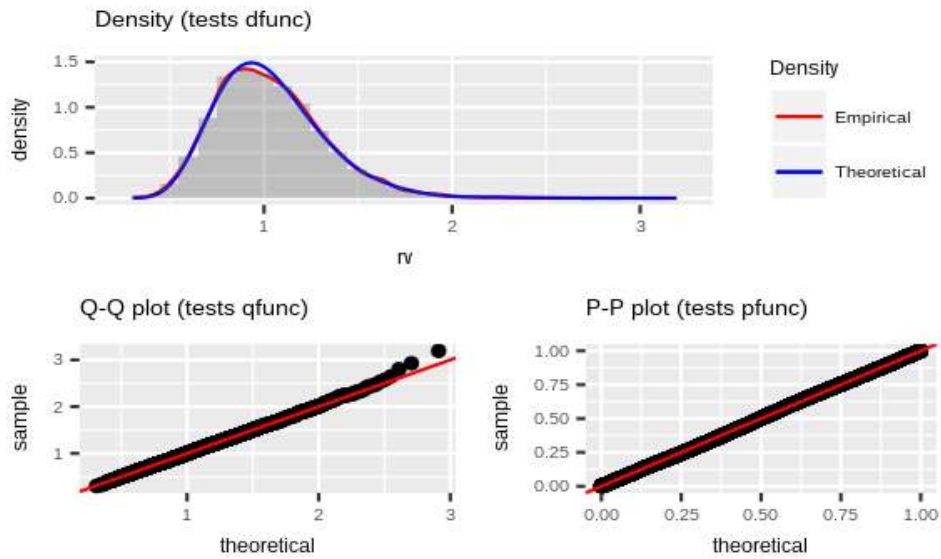 Density (tests dfunc)
density
1.5
1.0
0.5
0.0
1
2
3
rv
Density
Empirical
Theoretical
Q-Q plot (tests qfunc)
sample
3
2
1
1
2
3
theoretical
P-P plot (tests pfunc)
sample
1.00
0.75
0.50
0.25
0.00
0.00
0.25
0.50
0.75
1.00
theoretical